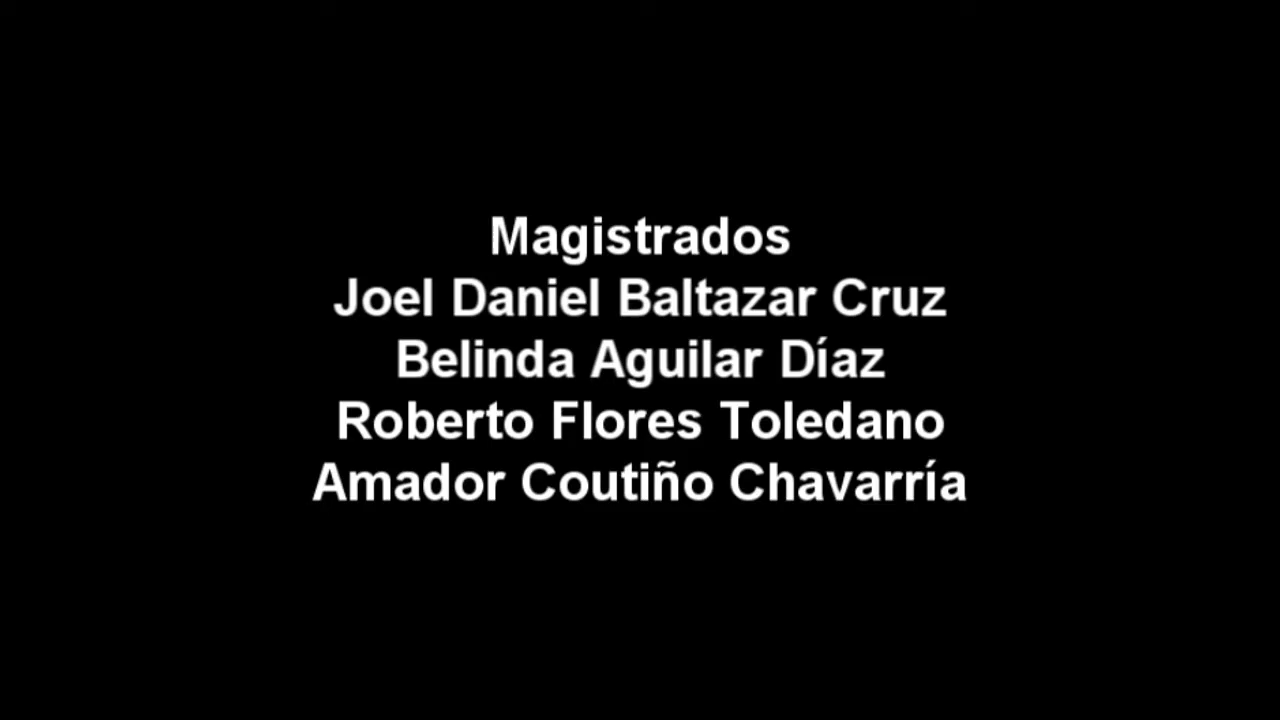 Magistrados
Joel Daniel Baltazar Cruz
Belinda Aguilar Díaz
Roberto Flores Toledano
Amador Coutiño Chavarría